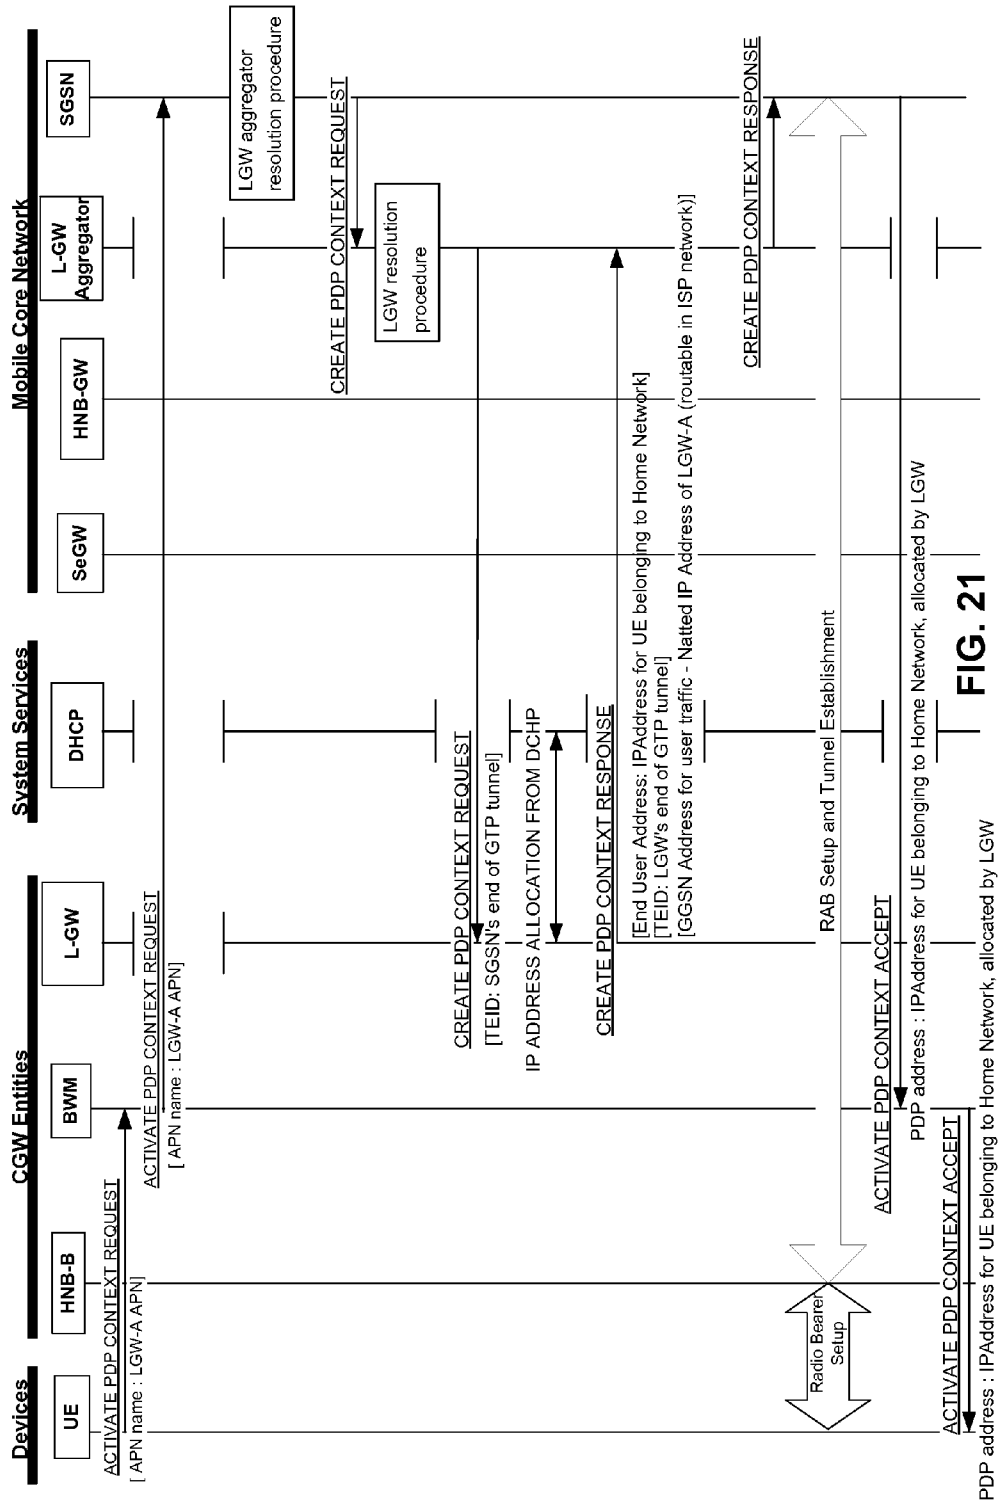 Devices
CGW Entities
System Services
Mobile Core Network
UE
HNB-B
BWM
L-GW
DHCP
SeGW
HNB-GW
L-GW
Aggregator
SGSN
ACTIVATE PDP CONTEXT REQUEST
[ APN name : LGW-A APN]
ACTIVATE PDP CONTEXT REQUEST
[ APN name : LGW-A APN]
LGW aggregator
resolution procedure
CREATE PDP CONTEXT REQUEST
LGW resolution
procedure
CREATE PDP CONTEXT REQUEST
[TEID: SGSN's end of GTP tunnel]
IP ADDRESS ALLOCATION FROM DCHP
CREATE PDP CONTEXT RESPONSE
[End User Address: IPAddress for UE belonging to Home Network]
[TEID: LGW's end of GTP tunnel]
[GGSN Address for user traffic - Natted IP Address of LGW-A (routable in ISP network)]
CREATE PDP CONTEXT RESPONSE
Radio Bearer
Setup
RAB Setup and Tunnel Establishment
ACTIVATE PDP CONTEXT ACCEPT
PDP address : IPAddress for UE belonging to Home Network, allocated by LGW
ACTIVATE PDP CONTEXT ACCEPT
PDP address : IPAddress for UE belonging to Home Network, allocated by LGW
FIG. 21